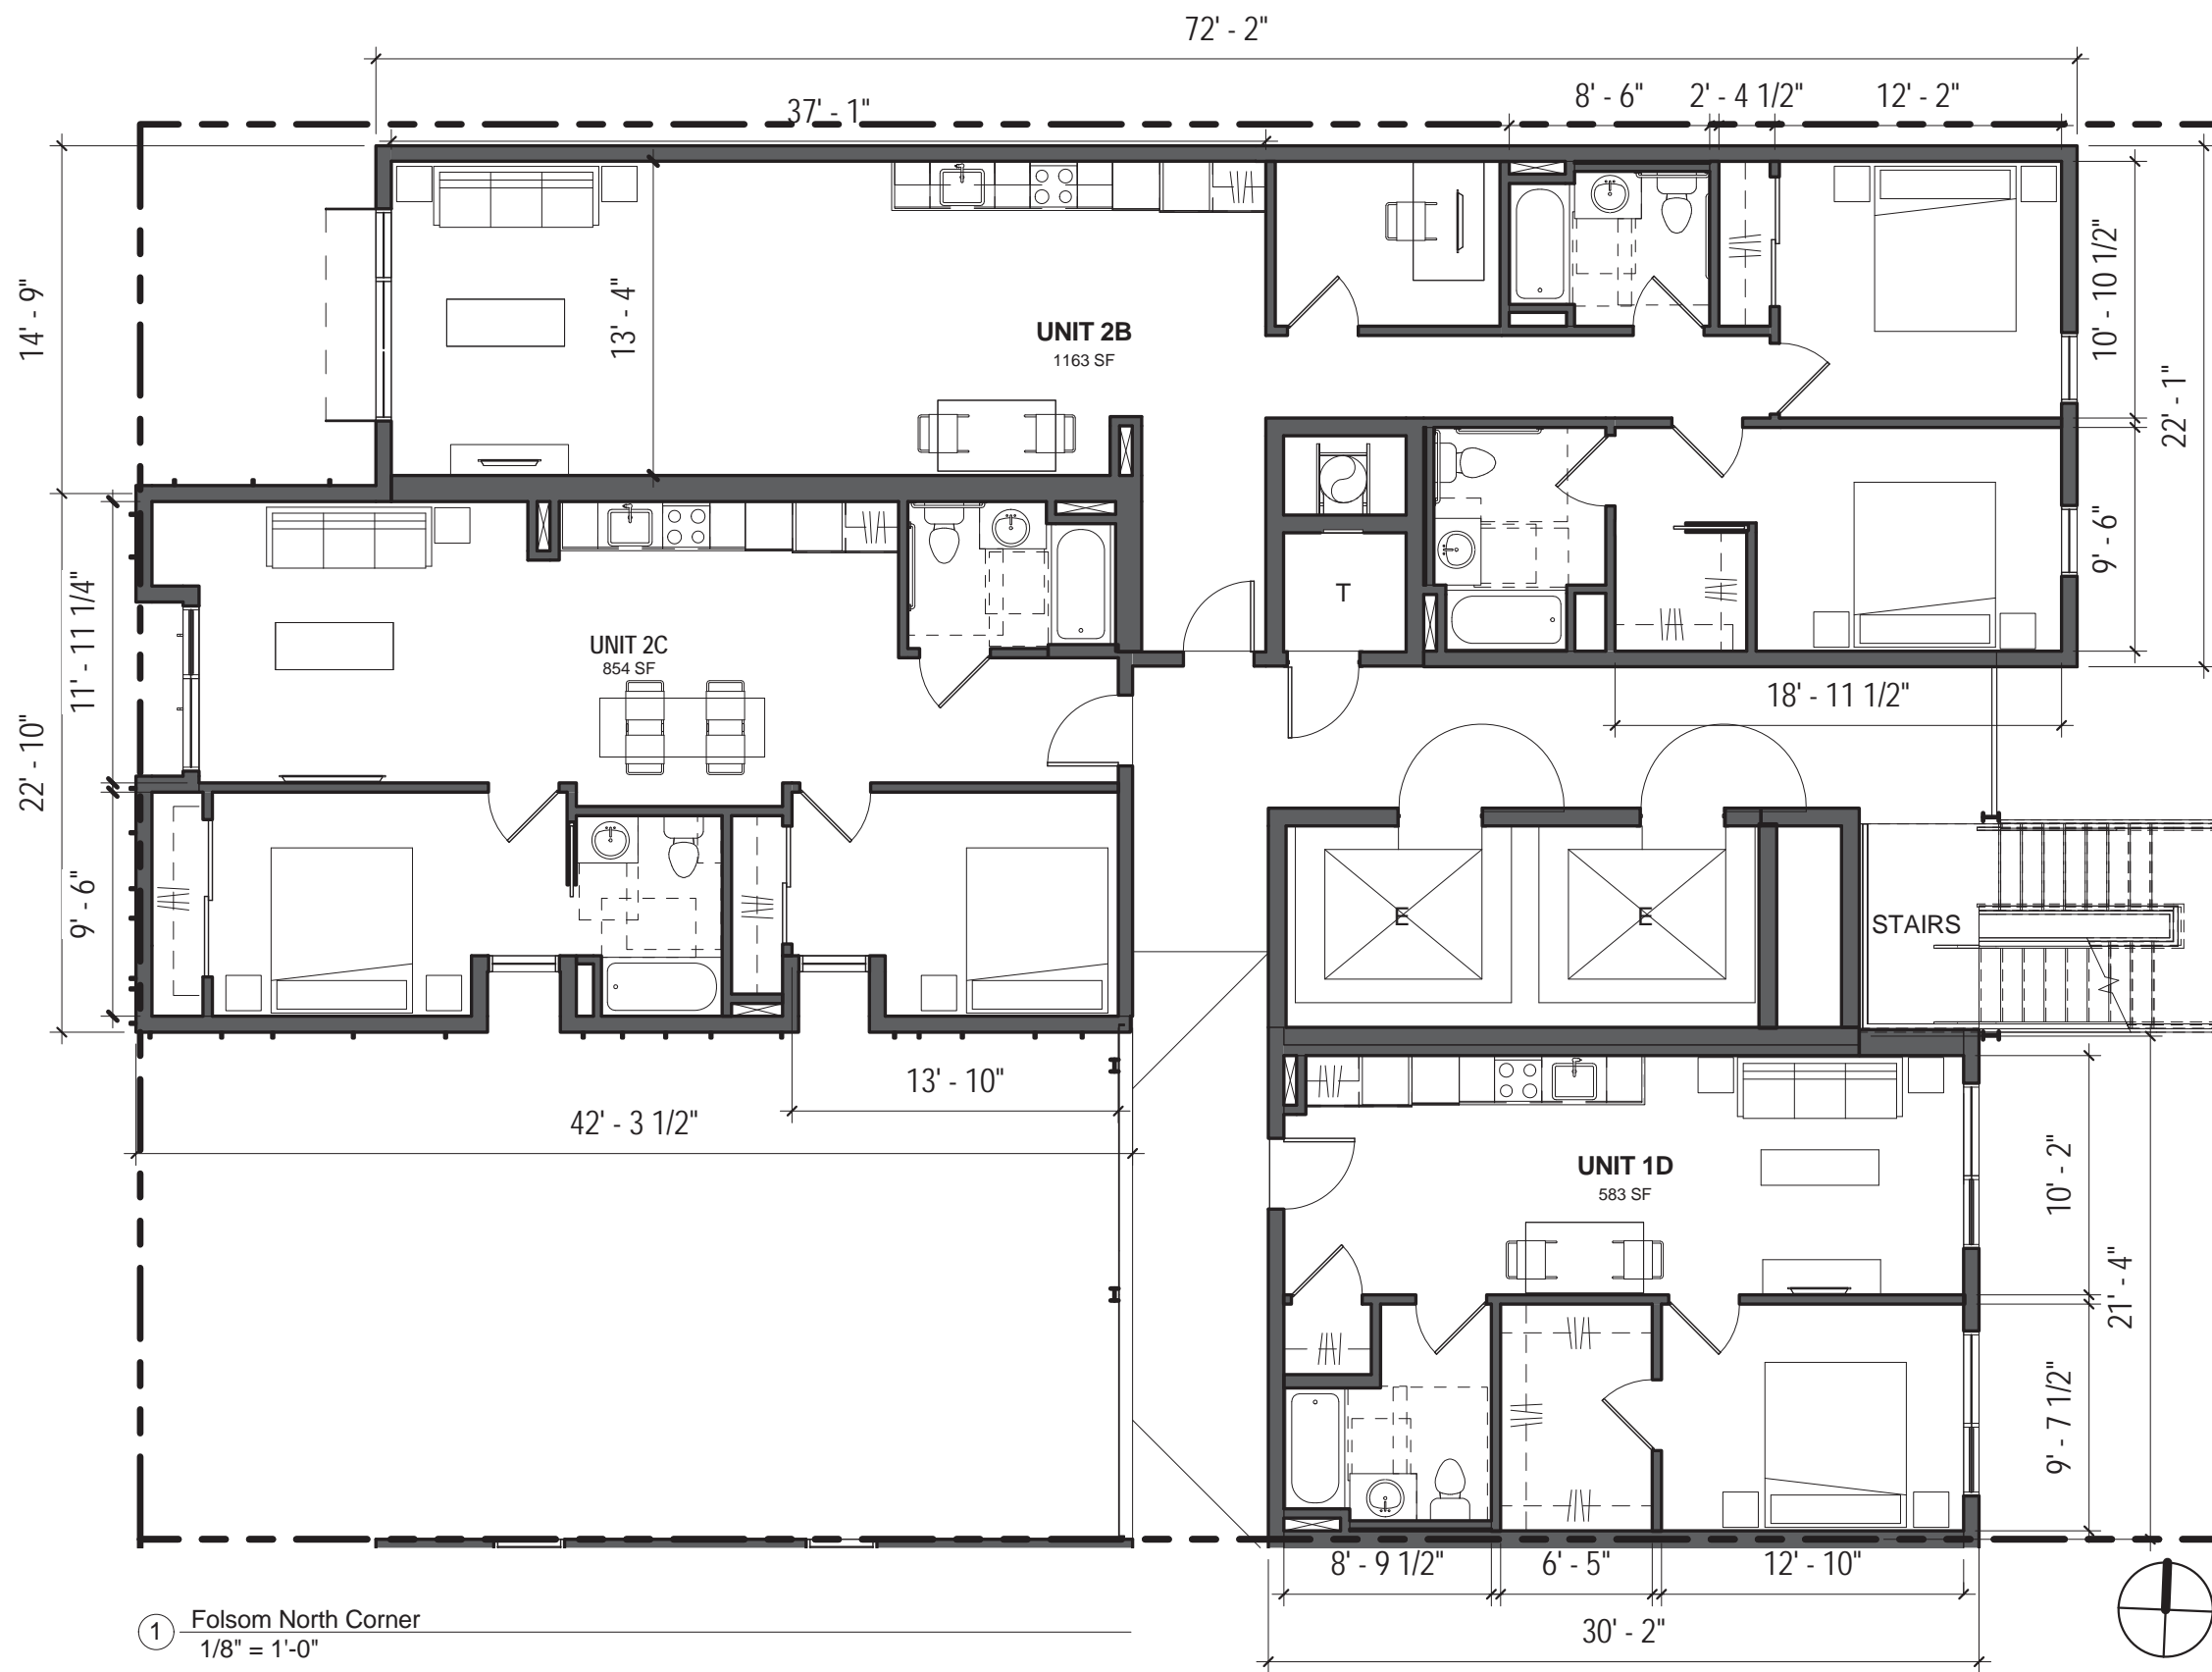 72' - 2"
37' - 1"
8' - 6"
2' - 4 1/2"
12' - 2"
14' - 9"
13' - 4"
10' - 10 1/2"
22' - 1"
UNIT 2B
1163 SF
9' - 6"
T
11' - 11 1/4"
UNIT 2C
854 SF
18' - 11 1/2"
22' - 10"
9' - 6"
E
E
STAIRS
13' - 10"
42' - 3 1/2"
UNIT 1D
583 SF
10' - 2"
21' - 4"
9' - 7 1/2"
8' - 9 1/2"
6' - 5"
12' - 10"
30' - 2"
1
Folsom North Corner
1/8" = 1'-0"